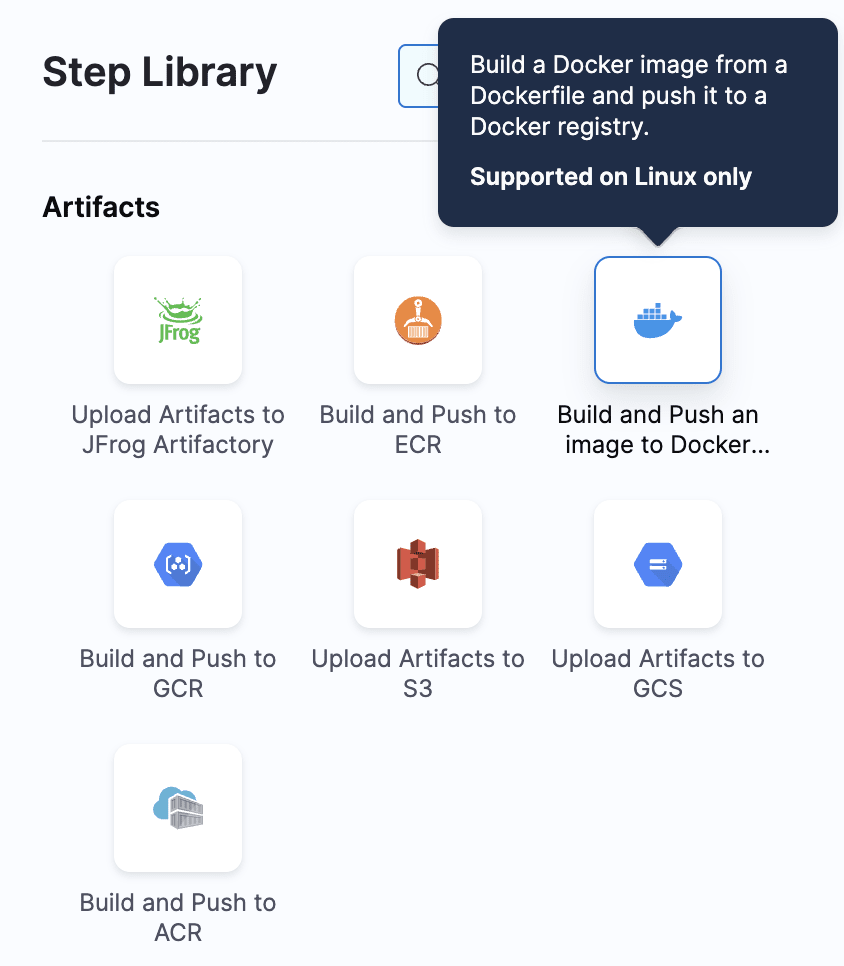 Step Library
Build a Docker image from a
Dockerfile and push it to a
Docker registry.
Supported on Linux only
Artifacts
JFrog
Upload Artifacts to
JFrog Artifactory
Build and Push to
ECR
Build and Push an
image to Docker...
Build and Push to
GCR
Upload Artifacts to
S3
Upload Artifacts to
GCS
Build and Push to
ACR